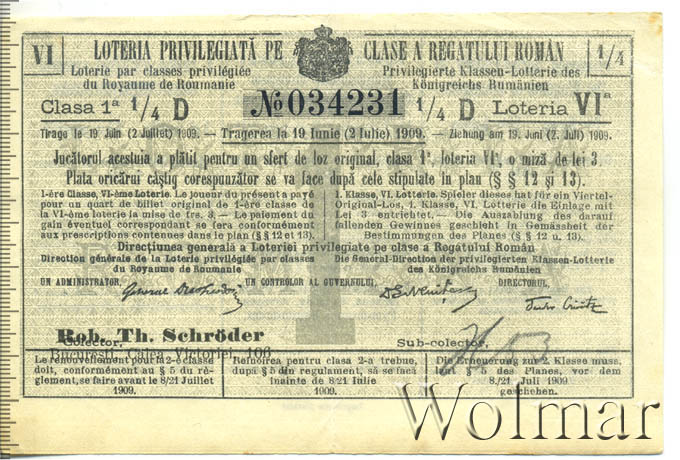 VI
LOTERIA PRIVILEGIATĂ PE CLASE A REGATULUI ROMÂN
1/4
Loterie par classes privilégiée
du Royaume de Roumanie
Privilegierte Klassen-Lotterie des
Königreichs Rumänien
Clasa 1ª 1/4 D № 034231 1/4 D Loteria VIª
Tirage le 19 Juin (2 Juillet) 1909. — Tragerea la 19 Iunie (2 Iulie) 1909. — Ziehung am 19. Juni (2. Juli) 1909.
Jucătorul acestuia a plătit pentru un sfert de loz original, clasa 1ª, loteria VIª, o miză, de lei 3.
Plata oricărui câștig corespunzător se va face după cele stipulate în plan (§ § 12 și 13).
1-ère Classe, VI-ème Loterie. Le joueur du présent a payé
pour un quart de billet original de 1-ère classe de
la VI-ème loterie la mise de frs. 3. — Le paiement du
gain éventuel correspondant se fera conformément
aux prescriptions contenues dans le plan (§ § 12 et 13).
I. Klasse, VI. Lotterie. Spieler dieses hat für ein Viertel-
Original-Los, I. Klasse, VI. Lotterie die Einlage mit
Lei 3 entrichtet. — Die Auszahlung des darauf
fallenden Gewinnes geschieht in Gemässheit der
Bestimmungen des Planes (§ § 12 u. 13).
Direcțiunea generală a Loteriei privilegiate pe clase a Regatului Român
Direction générale de la Loterie privilégiée par classes
du Royaume de Roumanie
Die General-Direction der privilegierten Klassen-Lotterie
des Königreichs Rumänien
UN ADMINISTRATOR, UN CONTROLOR AL GUVERNULUI, DIRECTORUL,
Rob. Th. Schröder
Colector,
Sub-colector,
București, Calea Victoriei, 106
Le renouvellement pour la 2-e classe
doit, conformément au § 5 du rè-
glement, se faire avant le 8/21 Juillet
1909.
Refnoirea pentru clasa 2-a trebue,
după § 5 din regulament, să se facă
înainte de 8/21 Iulie
1909.
Die Erneuerung zur 2. Klasse muss,
laut § 5 des Planes, vor dem
8./21. Juli 1909
geschehen.
Wolmar